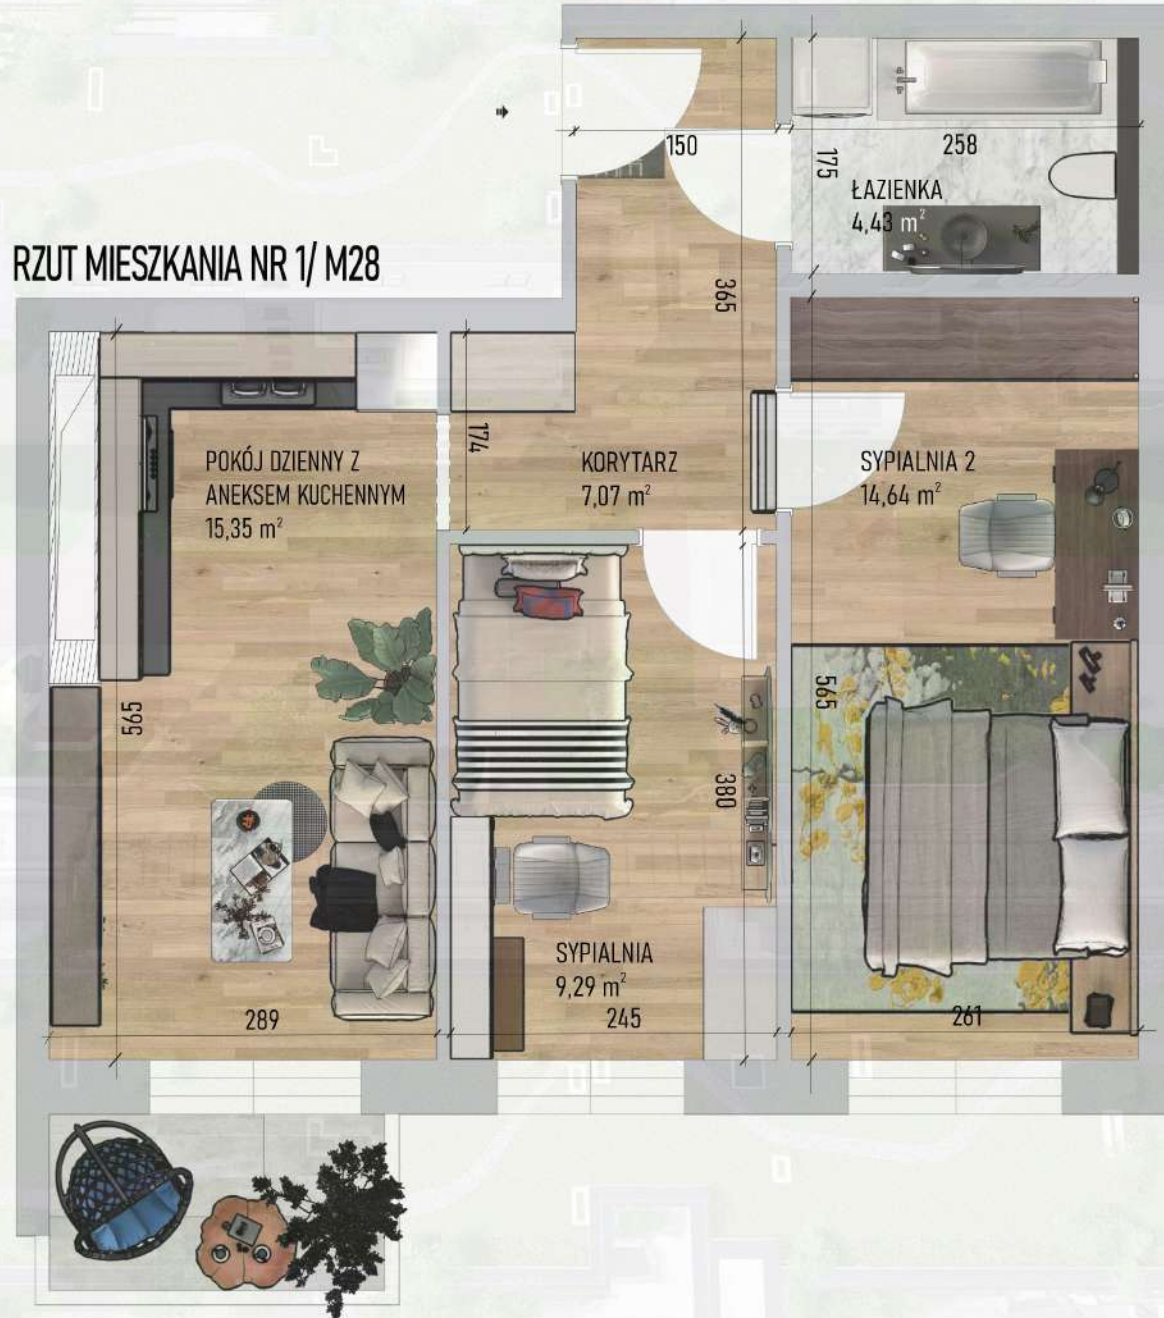 150
258
175
ŁAZIENKA
4,43 m²
RZUT MIESZKANIA NR 1/ M28
365
174
POKÓJ DZIENNY Z
ANEKSEM KUCHENNYM
15,35 m²
KORYTARZ
7,07 m²
SYPIALNIA 2
14,64 m²
565
565
380
SYPIALNIA
9,29 m²
289
245
261